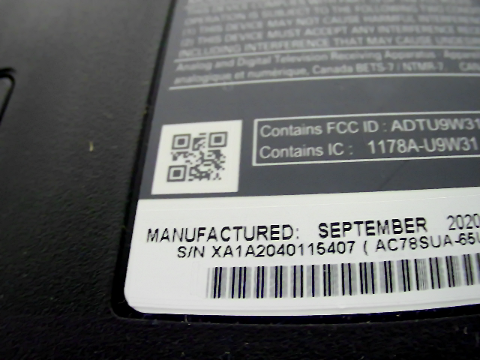 (1) THIS DEVICE MAY NOT CAUSE HARMFUL
(2) THIS DEVICE MUST ACCEPT ANY INTERFERENCE
INCLUDING INTERFERENCE THAT MAY CAUSE
Analog and Digital Television Receiving Apparatus
analogique et numérique, Canada BETS-7 / NTMR-7
Contains FCC ID : ADTU9W31
Contains IC : 1178A-U9W31
MANUFACTURED: SEPTEMBER 2020
S/N XA1A2040115407 ( AC78SUA-65